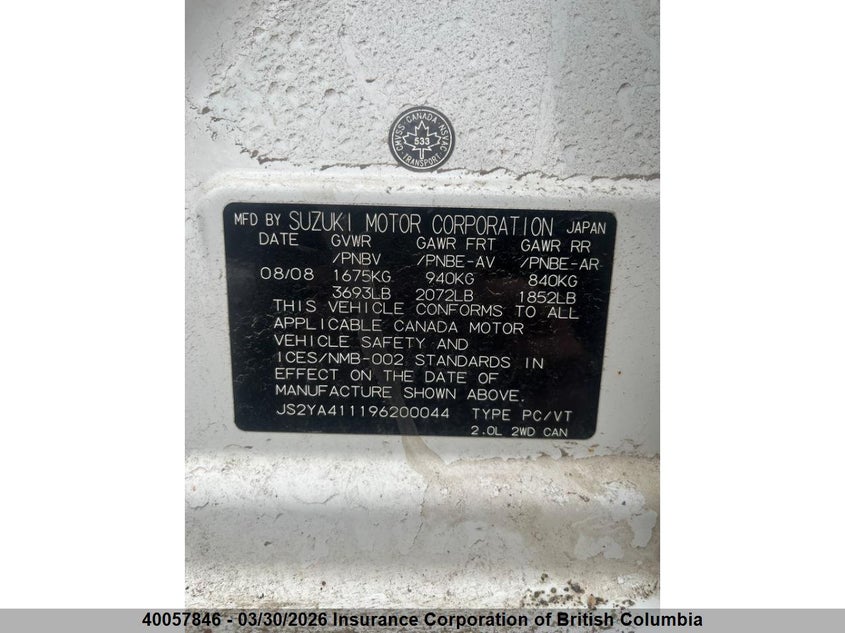 CMVSS · CANADA · NSVAC
533
TRANSPORT
MFD BY SUZUKI MOTOR CORPORATION JAPAN
DATE GVWR GAWR FRT GAWR RR
/PNBV /PNBE-AV /PNBE-AR
08/08 1675KG 940KG 840KG
3693LB 2072LB 1852LB
THIS VEHICLE CONFORMS TO ALL
APPLICABLE CANADA MOTOR
VEHICLE SAFETY AND
ICES/NMB-002 STANDARDS IN
EFFECT ON THE DATE OF
MANUFACTURE SHOWN ABOVE.
JS2YA411196200044 TYPE PC/VT
2.0L 2WD CAN
40057846 - 03/30/2026 Insurance Corporation of British Columbia